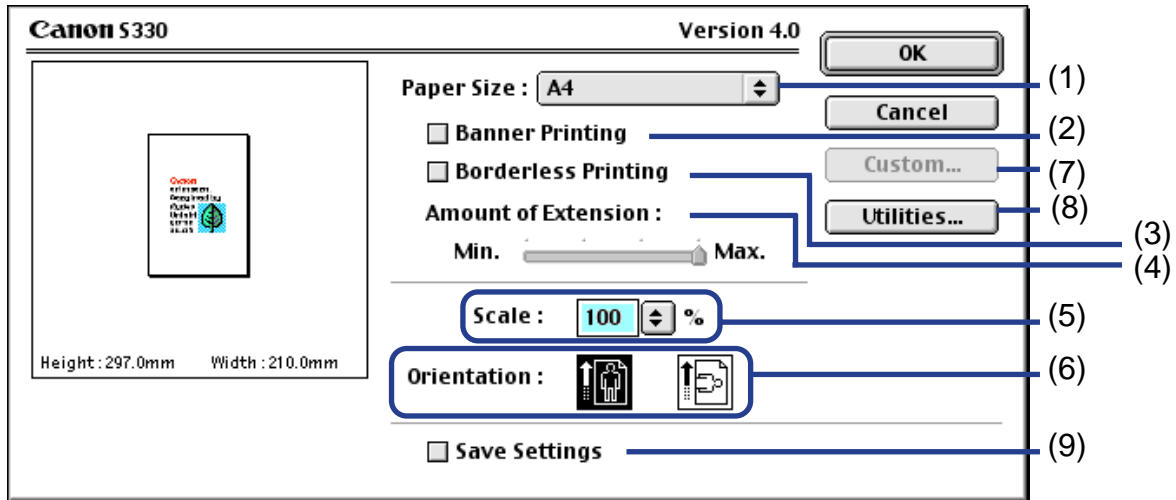 Canon S330 Version 4.0
OK
Paper Size : A4
(1)
Cancel
Banner Printing
(2)
Borderless Printing
Custom...
(7)
Amount of Extension :
Utilities...
(8)
(3)
Min. Max.
(4)
Canon
Scale : 100 %
(5)
Height : 297.0mm Width : 210.0mm
Orientation :
(6)
Save Settings
(9)